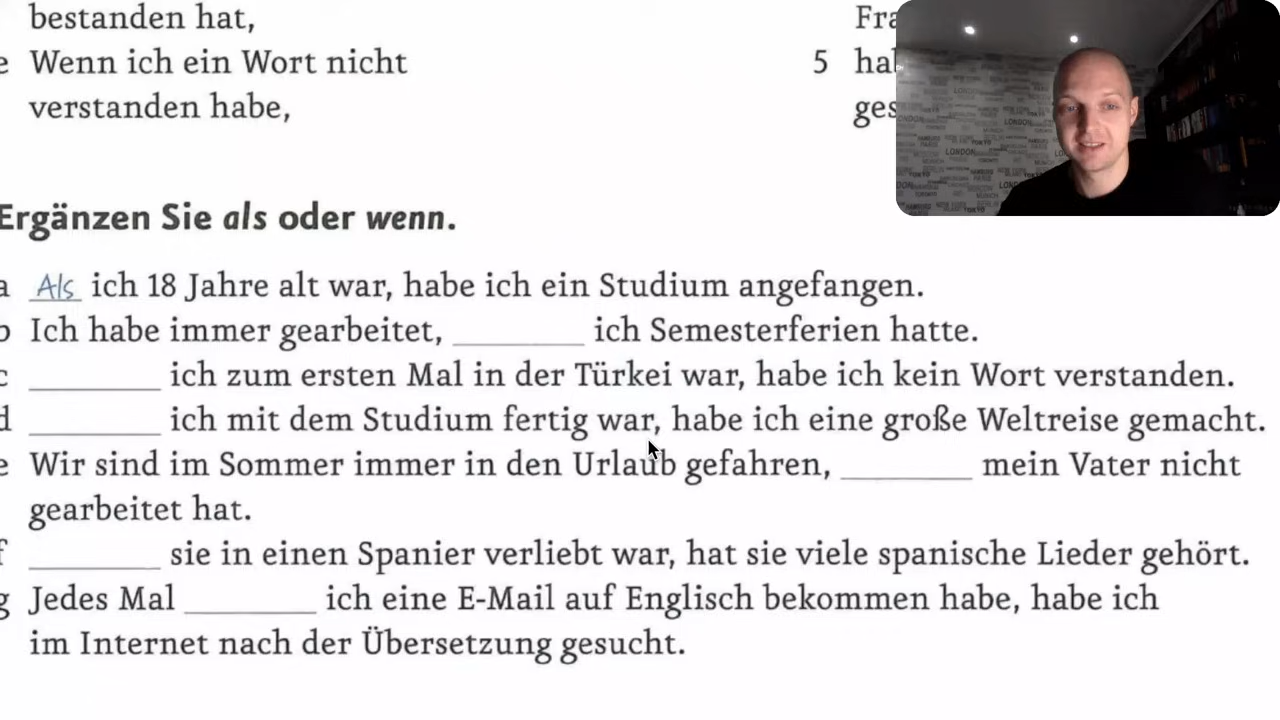 bestanden hat,
Fra
e Wenn ich ein Wort nicht
5 hal
verstanden habe,
ges
Ergänzen Sie als oder wenn.
a Als ich 18 Jahre alt war, habe ich ein Studium angefangen.
b Ich habe immer gearbeitet, ________ ich Semesterferien hatte.
c ________ ich zum ersten Mal in der Türkei war, habe ich kein Wort verstanden.
d ________ ich mit dem Studium fertig war, habe ich eine große Weltreise gemacht.
e Wir sind im Sommer immer in den Urlaub gefahren, ________ mein Vater nicht
gearbeitet hat.
f ________ sie in einen Spanier verliebt war, hat sie viele spanische Lieder gehört.
g Jedes Mal ________ ich eine E-Mail auf Englisch bekommen habe, habe ich
im Internet nach der Übersetzung gesucht.
LONDON
TOKYO
LONDON
TOKYO